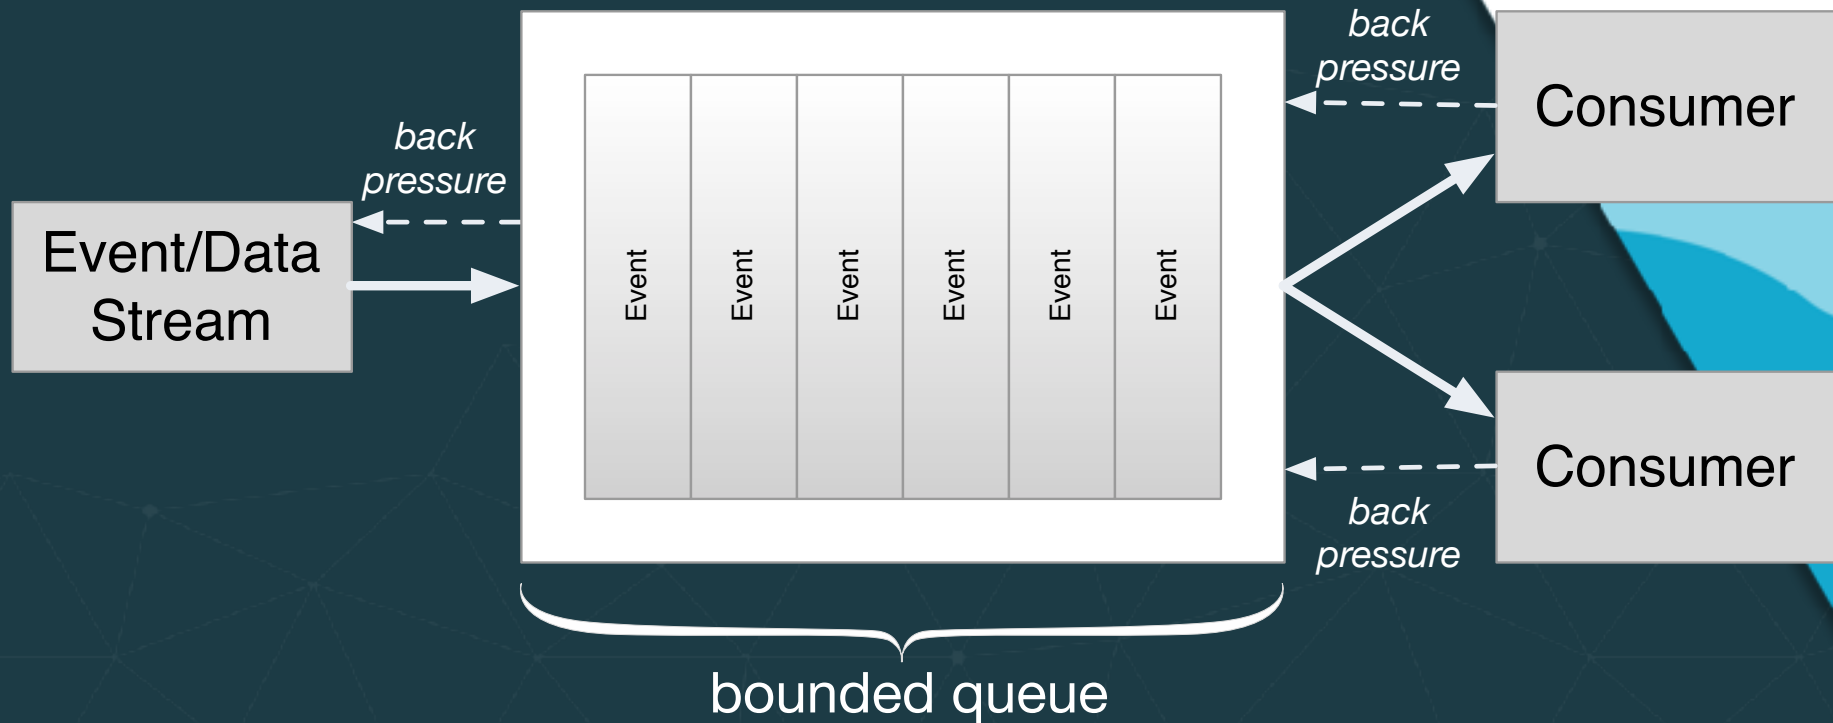 back
pressure
Event/Data
Stream
Event
Event
Event
Event
Event
Event
back
pressure
Consumer
Consumer
back
pressure
bounded queue